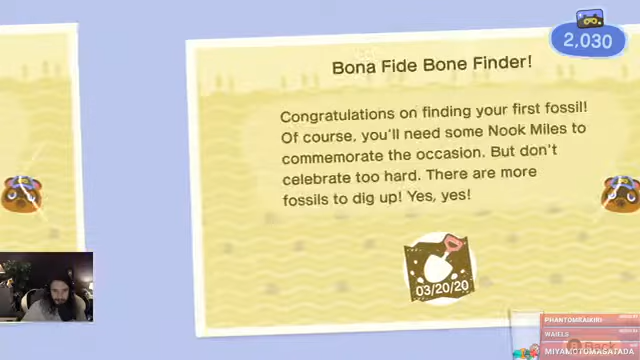 2,030
Bona Fide Bone Finder!
Congratulations on finding your first fossil!
Of course, you'll need some Nook Miles to
commemorate the occasion. But don't
celebrate too hard. There are more
fossils to dig up! Yes, yes!
03/20/20
WAIELS
MIYAMOTOMASATADA